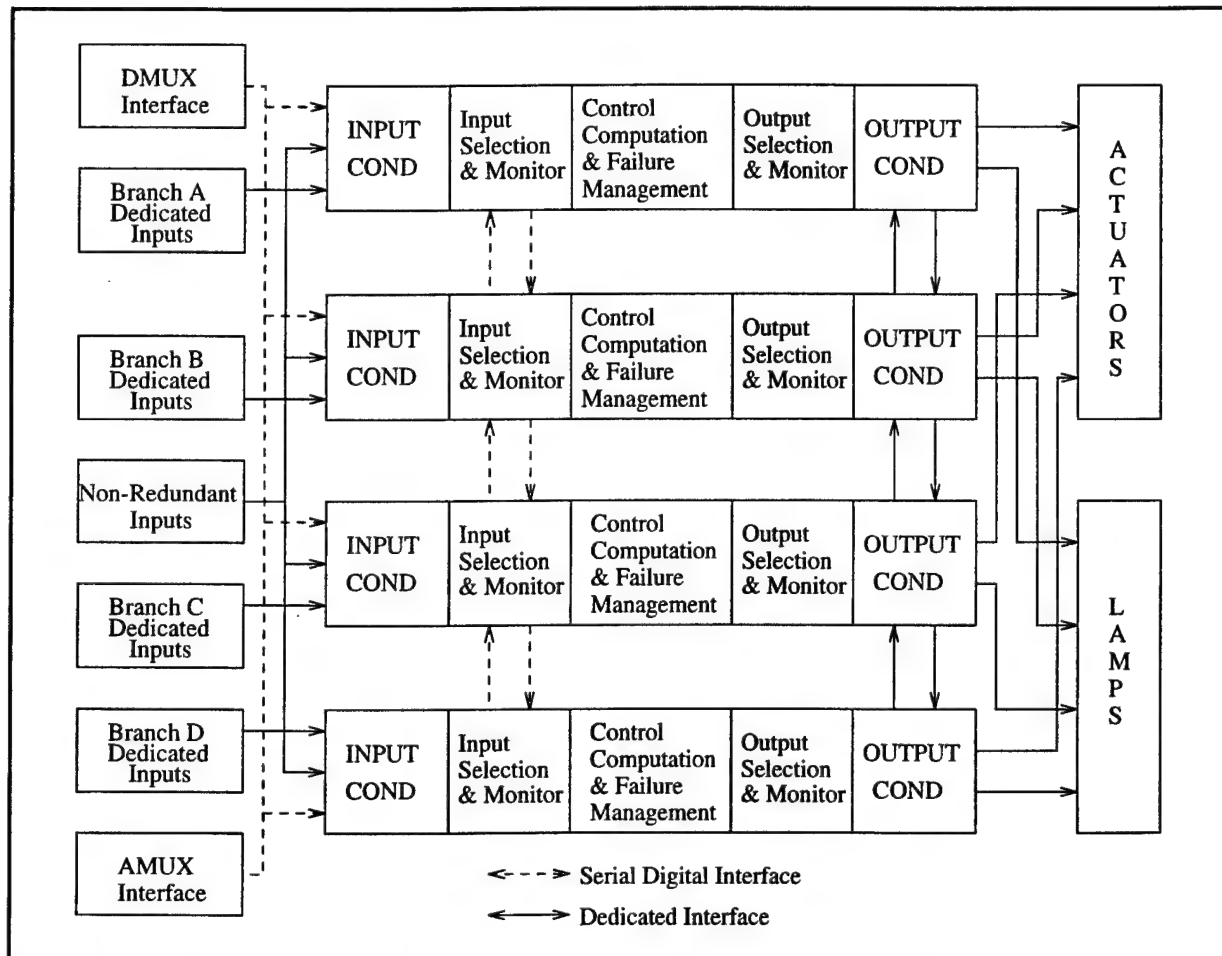 DMUX
Interface
Branch A
Dedicated
Inputs
Branch B
Dedicated
Inputs
Non-Redundant
Inputs
Branch C
Dedicated
Inputs
Branch D
Dedicated
Inputs
AMUX
Interface
INPUT
COND
Input
Selection
& Monitor
Control
Computation
& Failure
Management
Output
Selection
& Monitor
OUTPUT
COND
INPUT
COND
Input
Selection
& Monitor
Control
Computation
& Failure
Management
Output
Selection
& Monitor
OUTPUT
COND
INPUT
COND
Input
Selection
& Monitor
Control
Computation
& Failure
Management
Output
Selection
& Monitor
OUTPUT
COND
INPUT
COND
Input
Selection
& Monitor
Control
Computation
& Failure
Management
Output
Selection
& Monitor
OUTPUT
COND
ACTUATORS
LAMPS
Serial Digital Interface
Dedicated Interface